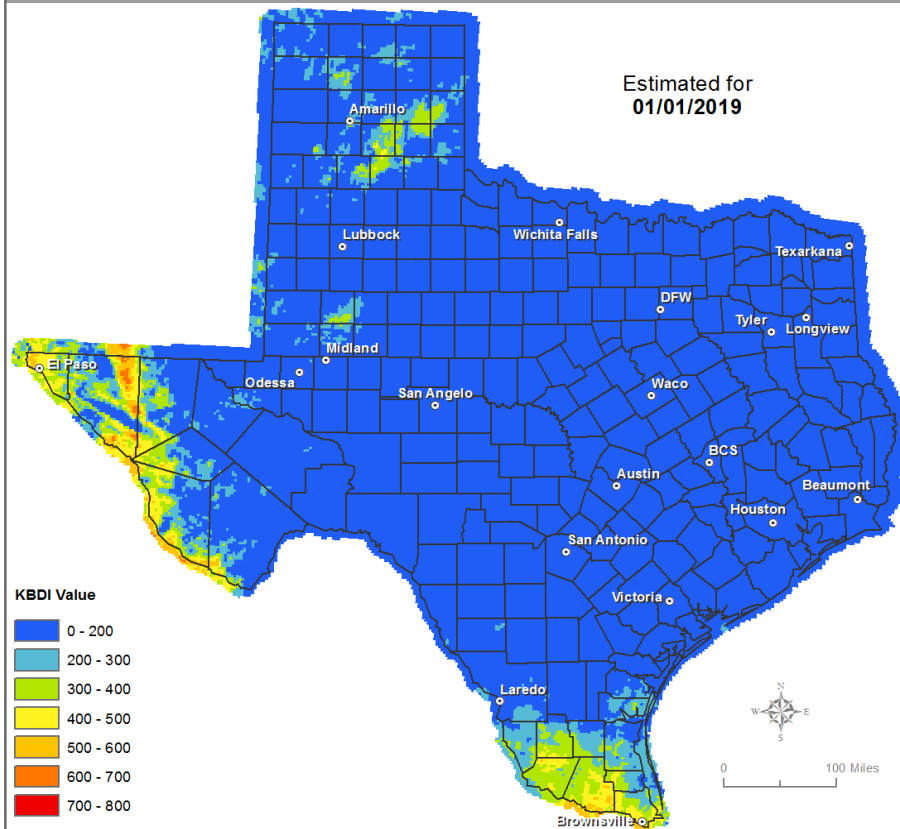 Estimated for
01/01/2019
Amarillo
Lubbock
Wichita Falls
Texarkana
DFW
Tyler
Longview
Midland
El Paso
Odessa
San Angelo
Waco
BCS
Austin
Beaumont
Houston
San Antonio
Victoria
Laredo
Brownsville
KBDI Value
0 - 200
200 - 300
300 - 400
400 - 500
500 - 600
600 - 700
700 - 800
N
W E
S
0 100 Miles